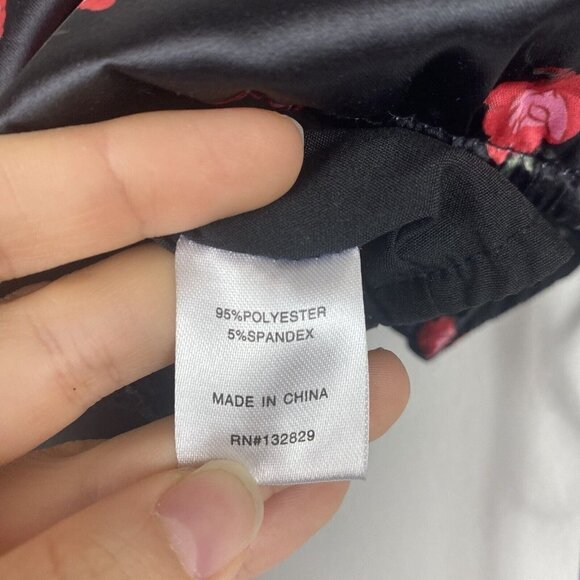 95%POLYESTER
5%SPANDEX
MADE IN CHINA
RN#132829